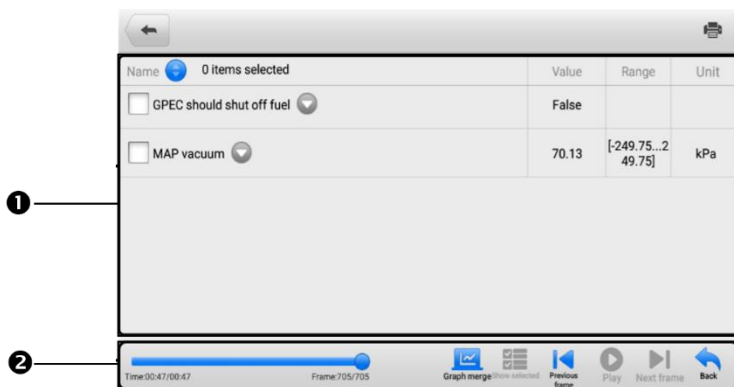 Name 0 items selected Value Range Unit
GPEC should shut off fuel False
MAP vacuum 70.13 [-249.75...2 kPa
49.75]
❶
❷
Time:00:47/00:47 Frame:705/705 Graph merge Show selected Previous Play Next frame Back
frame